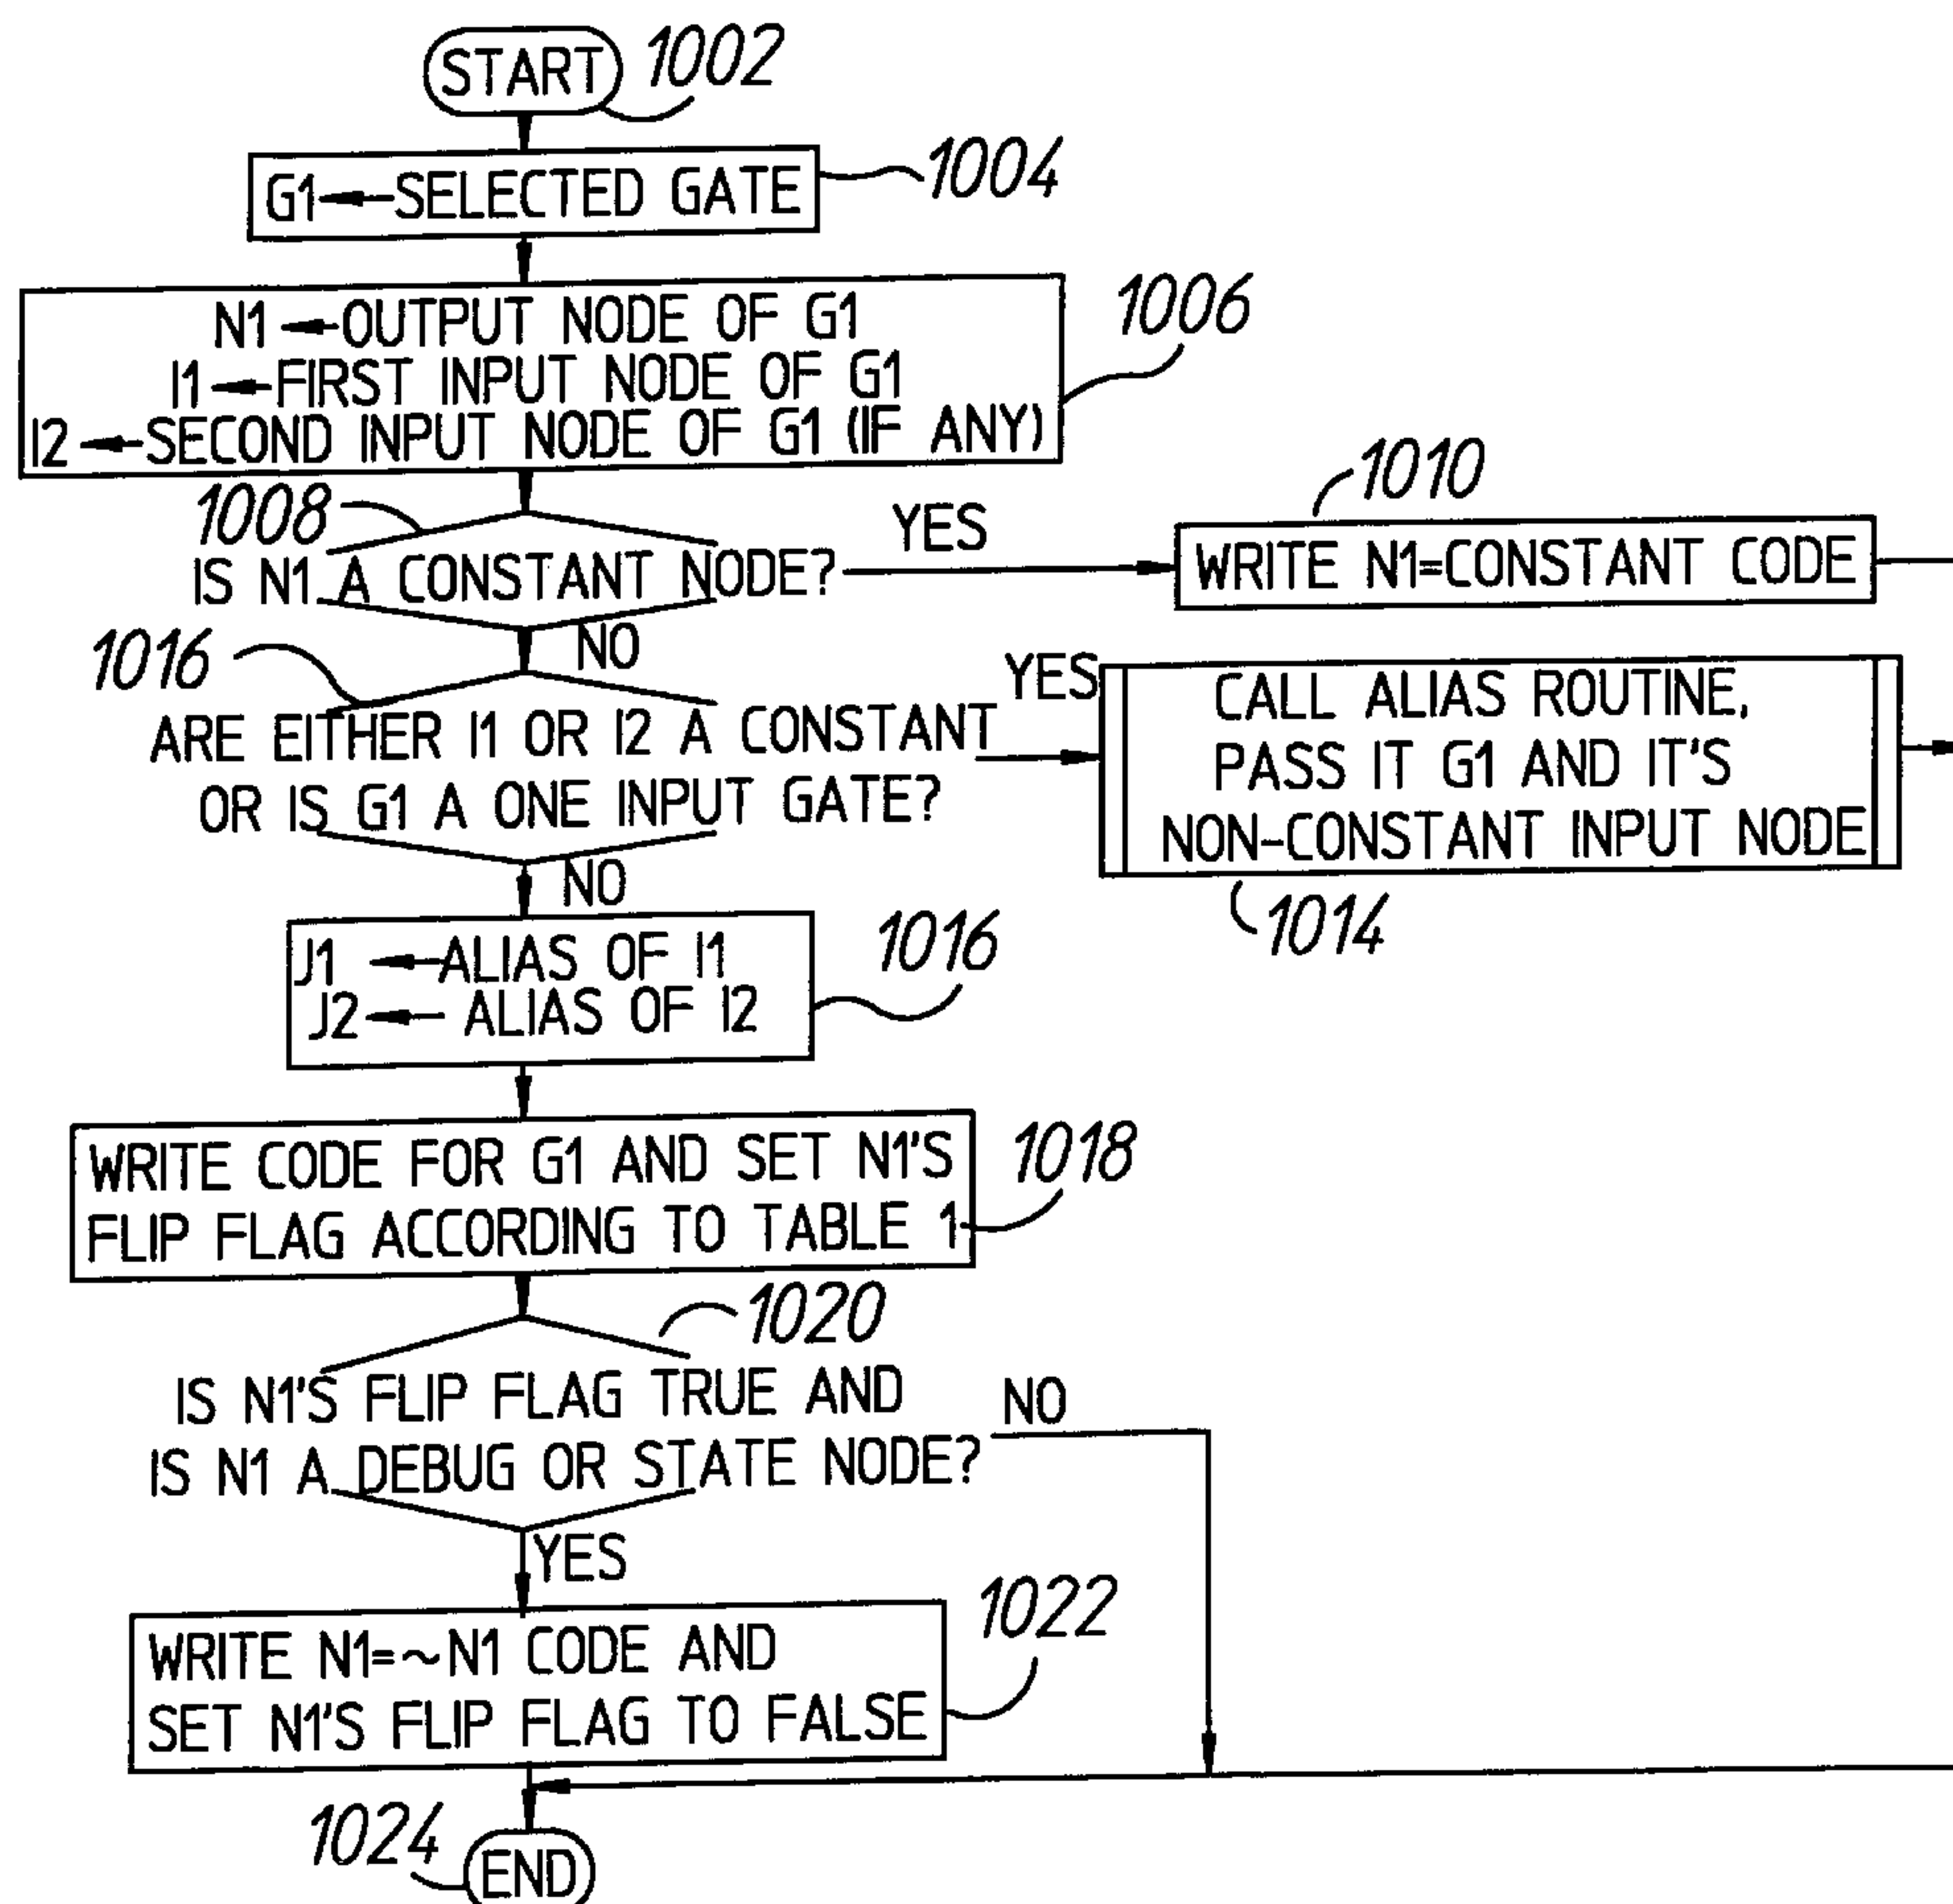 START 1002
G1←SELECTED GATE 1004
N1←OUTPUT NODE OF G1 1006
I1←FIRST INPUT NODE OF G1
I2←SECOND INPUT NODE OF G1 (IF ANY)
1008
IS N1 A CONSTANT NODE?
YES
1010
WRITE N1=CONSTANT CODE
NO
1016
ARE EITHER I1 OR I2 A CONSTANT
OR IS G1 A ONE INPUT GATE?
YES
CALL ALIAS ROUTINE,
PASS IT G1 AND IT'S
NON-CONSTANT INPUT NODE
1014
NO
J1 ←ALIAS OF I1
J2← ALIAS OF I2
1016
WRITE CODE FOR G1 AND SET N1'S
FLIP FLAG ACCORDING TO TABLE 1
1018
1020
IS N1'S FLIP FLAG TRUE AND
IS N1 A DEBUG OR STATE NODE?
NO
YES
WRITE N1=~N1 CODE AND
SET N1'S FLIP FLAG TO FALSE
1022
1024
END